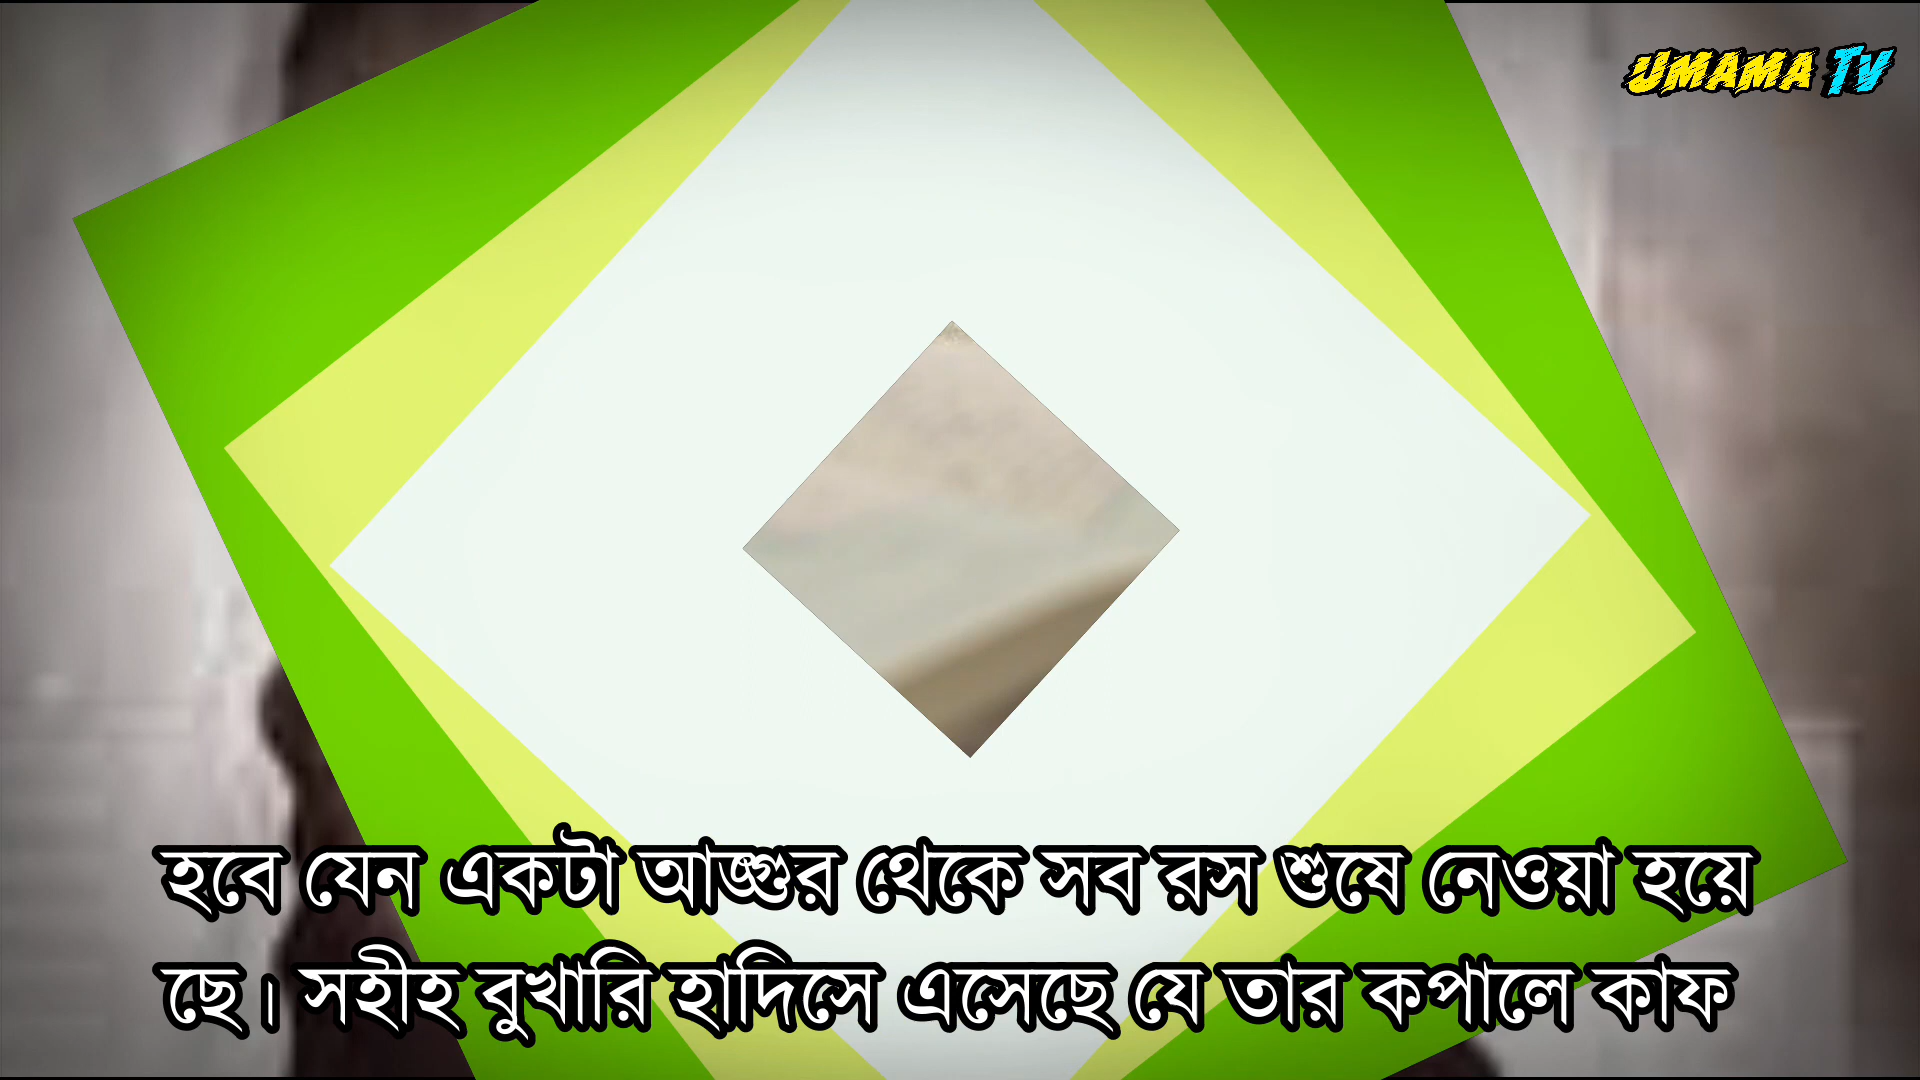 UMAMA TV
হবে যেন একটা আঙ্গুর থেকে সব রস শুষে নেওয়া হয়ে
ছে। সহীহ বুখারি হাদিসে এসেছে যে তার কপালে কাফ